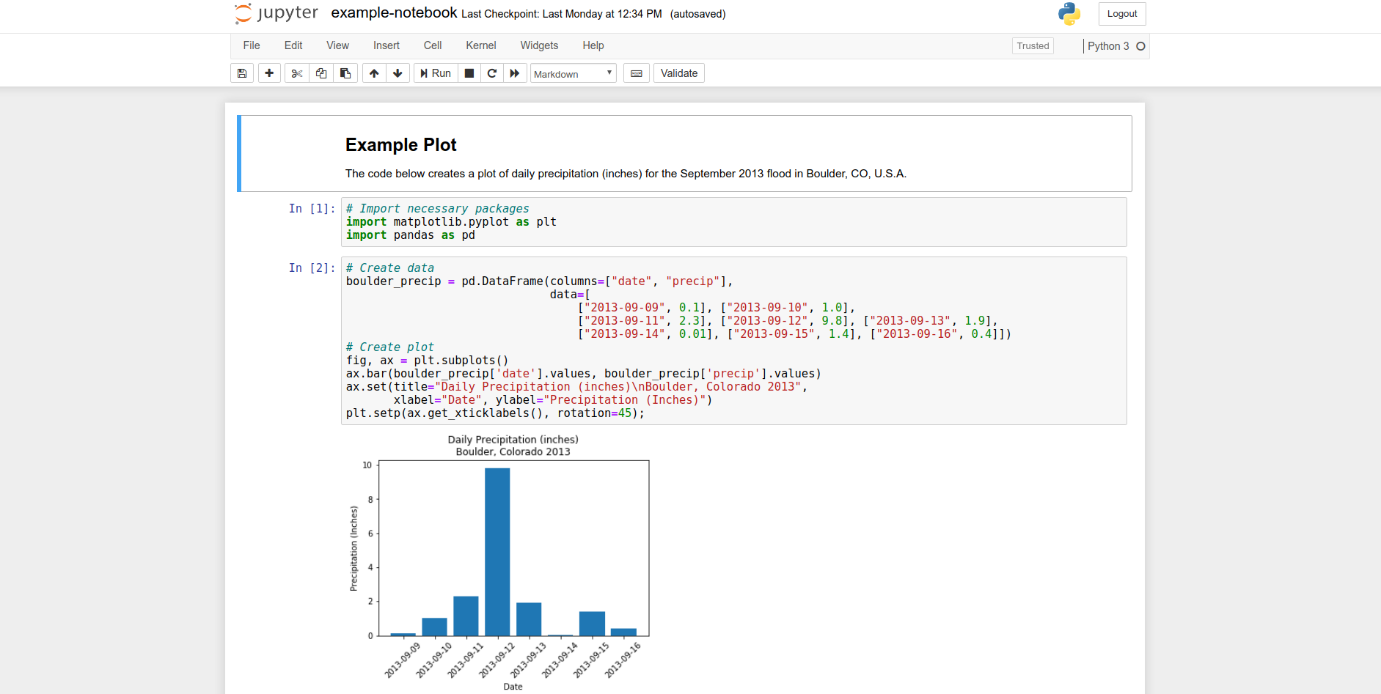 jupyter example-notebook Last Checkpoint: Last Monday at 12:34 PM (autosaved) Logout
File Edit View Insert Cell Kernel Widgets Help Trusted Python 3
Run Markdown Validate
Example Plot
The code below creates a plot of daily precipitation (inches) for the September 2013 flood in Boulder, CO, U.S.A.
In [1]: # Import necessary packages
import matplotlib.pyplot as plt
import pandas as pd
In [2]: # Create data
boulder_precip = pd.DataFrame(columns=["date", "precip"],
data=[
["2013-09-09", 0.1], ["2013-09-10", 1.0],
["2013-09-11", 2.3], ["2013-09-12", 9.8], ["2013-09-13", 1.9],
["2013-09-14", 0.01], ["2013-09-15", 1.4], ["2013-09-16", 0.4]])
# Create plot
fig, ax = plt.subplots()
ax.bar(boulder_precip['date'].values, boulder_precip['precip'].values)
ax.set(title="Daily Precipitation (inches)\nBoulder, Colorado 2013",
xlabel="Date", ylabel="Precipitation (Inches)")
plt.setp(ax.get_xticklabels(), rotation=45);
Daily Precipitation (inches)
Boulder, Colorado 2013
Precipitation (Inches)
10
8
6
4
2
0
2013-09-09 2013-09-10 2013-09-11 2013-09-12 2013-09-13 2013-09-14 2013-09-15 2013-09-16
Date